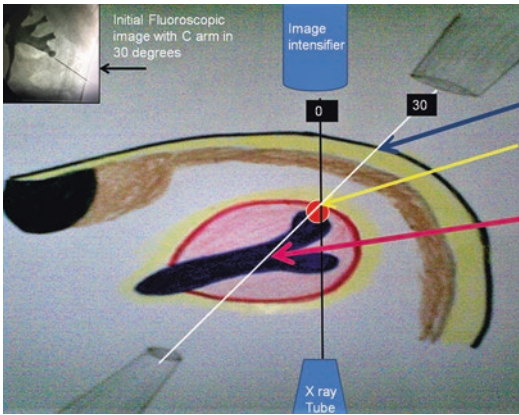 Initial Fluoroscopic
image with C arm in
30 degrees
Image
intensifier
0
30
X ray
Tube